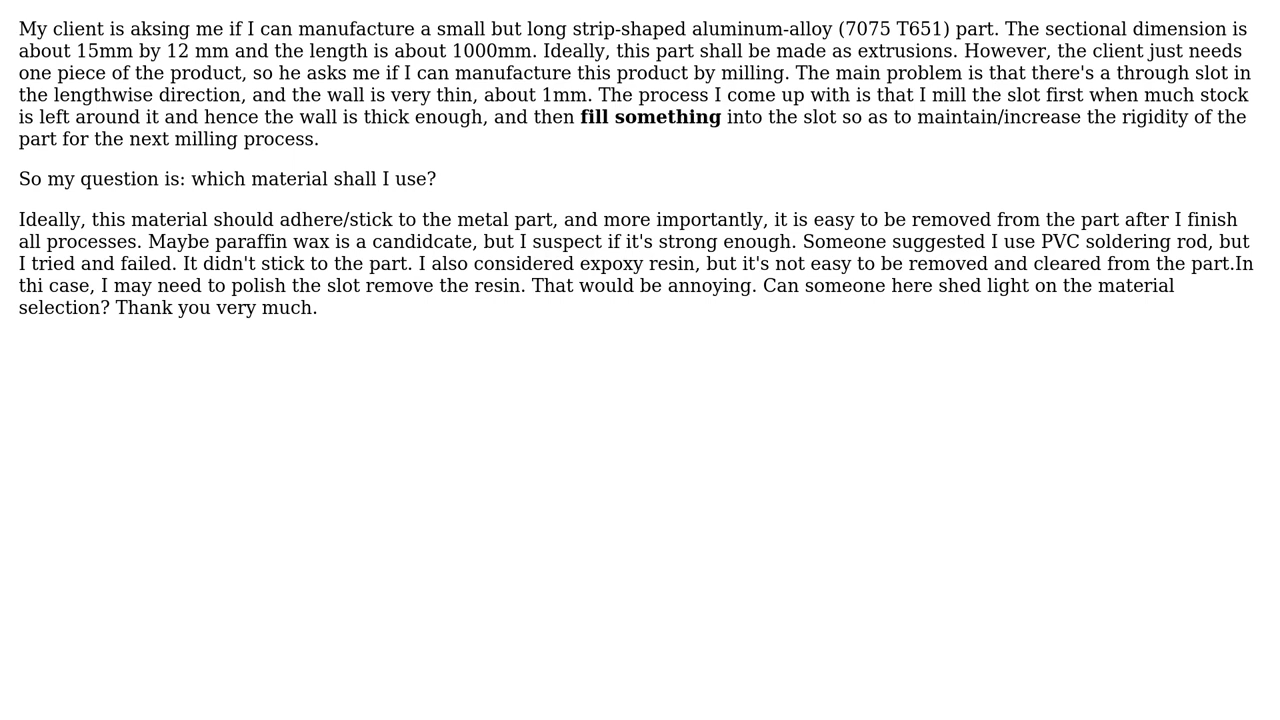 My client is aksing me if I can manufacture a small but long strip-shaped aluminum-alloy (7075 T651) part. The sectional dimension is
about 15mm by 12 mm and the length is about 1000mm. Ideally, this part shall be made as extrusions. However, the client just needs
one piece of the product, so he asks me if I can manufacture this product by milling. The main problem is that there's a through slot in
the lengthwise direction, and the wall is very thin, about 1mm. The process I come up with is that I mill the slot first when much stock
is left around it and hence the wall is thick enough, and then fill something into the slot so as to maintain/increase the rigidity of the
part for the next milling process.
So my question is: which material shall I use?
Ideally, this material should adhere/stick to the metal part, and more importantly, it is easy to be removed from the part after I finish
all processes. Maybe paraffin wax is a candidcate, but I suspect if it's strong enough. Someone suggested I use PVC soldering rod, but
I tried and failed. It didn't stick to the part. I also considered expoxy resin, but it's not easy to be removed and cleared from the part.In
thi case, I may need to polish the slot remove the resin. That would be annoying. Can someone here shed light on the material
selection? Thank you very much.